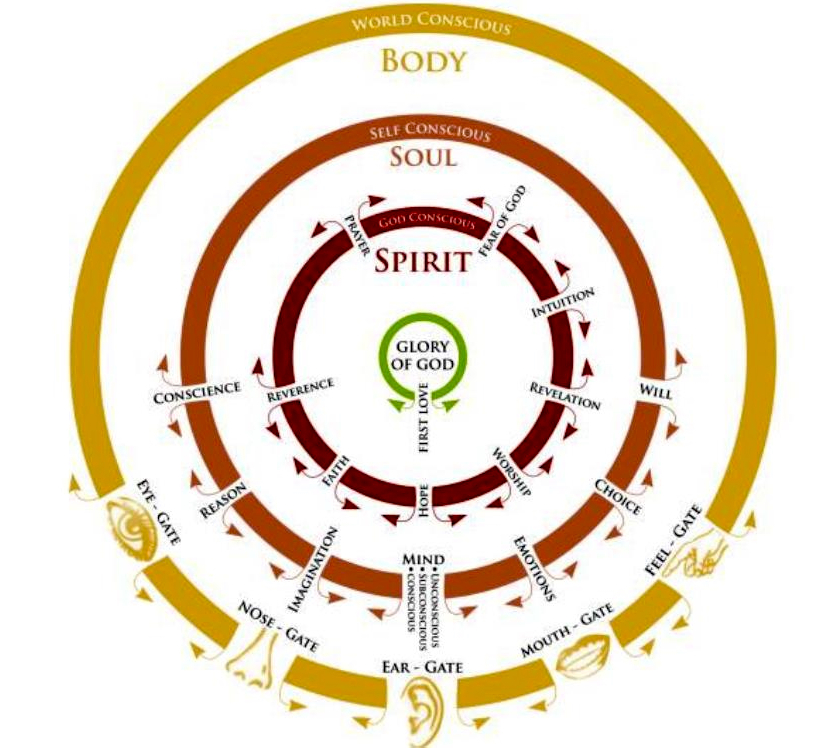 WORLD CONSCIOUS
BODY
SELF CONSCIOUS
SOUL
GOD CONSCIOUS
SPIRIT
GLORY
OF GOD
FIRST LOVE
PRAYER
FEAR OF GOD
INTUITION
REVELATION
WORSHIP
HOPE
FAITH
REVERENCE
CONSCIENCE
REASON
IMAGINATION
MIND
CONSCIOUS
SUBCONSCIOUS
UNCONSCIOUS
EMOTIONS
CHOICE
WILL
EYE - GATE
NOSE - GATE
EAR - GATE
MOUTH - GATE
FEEL - GATE